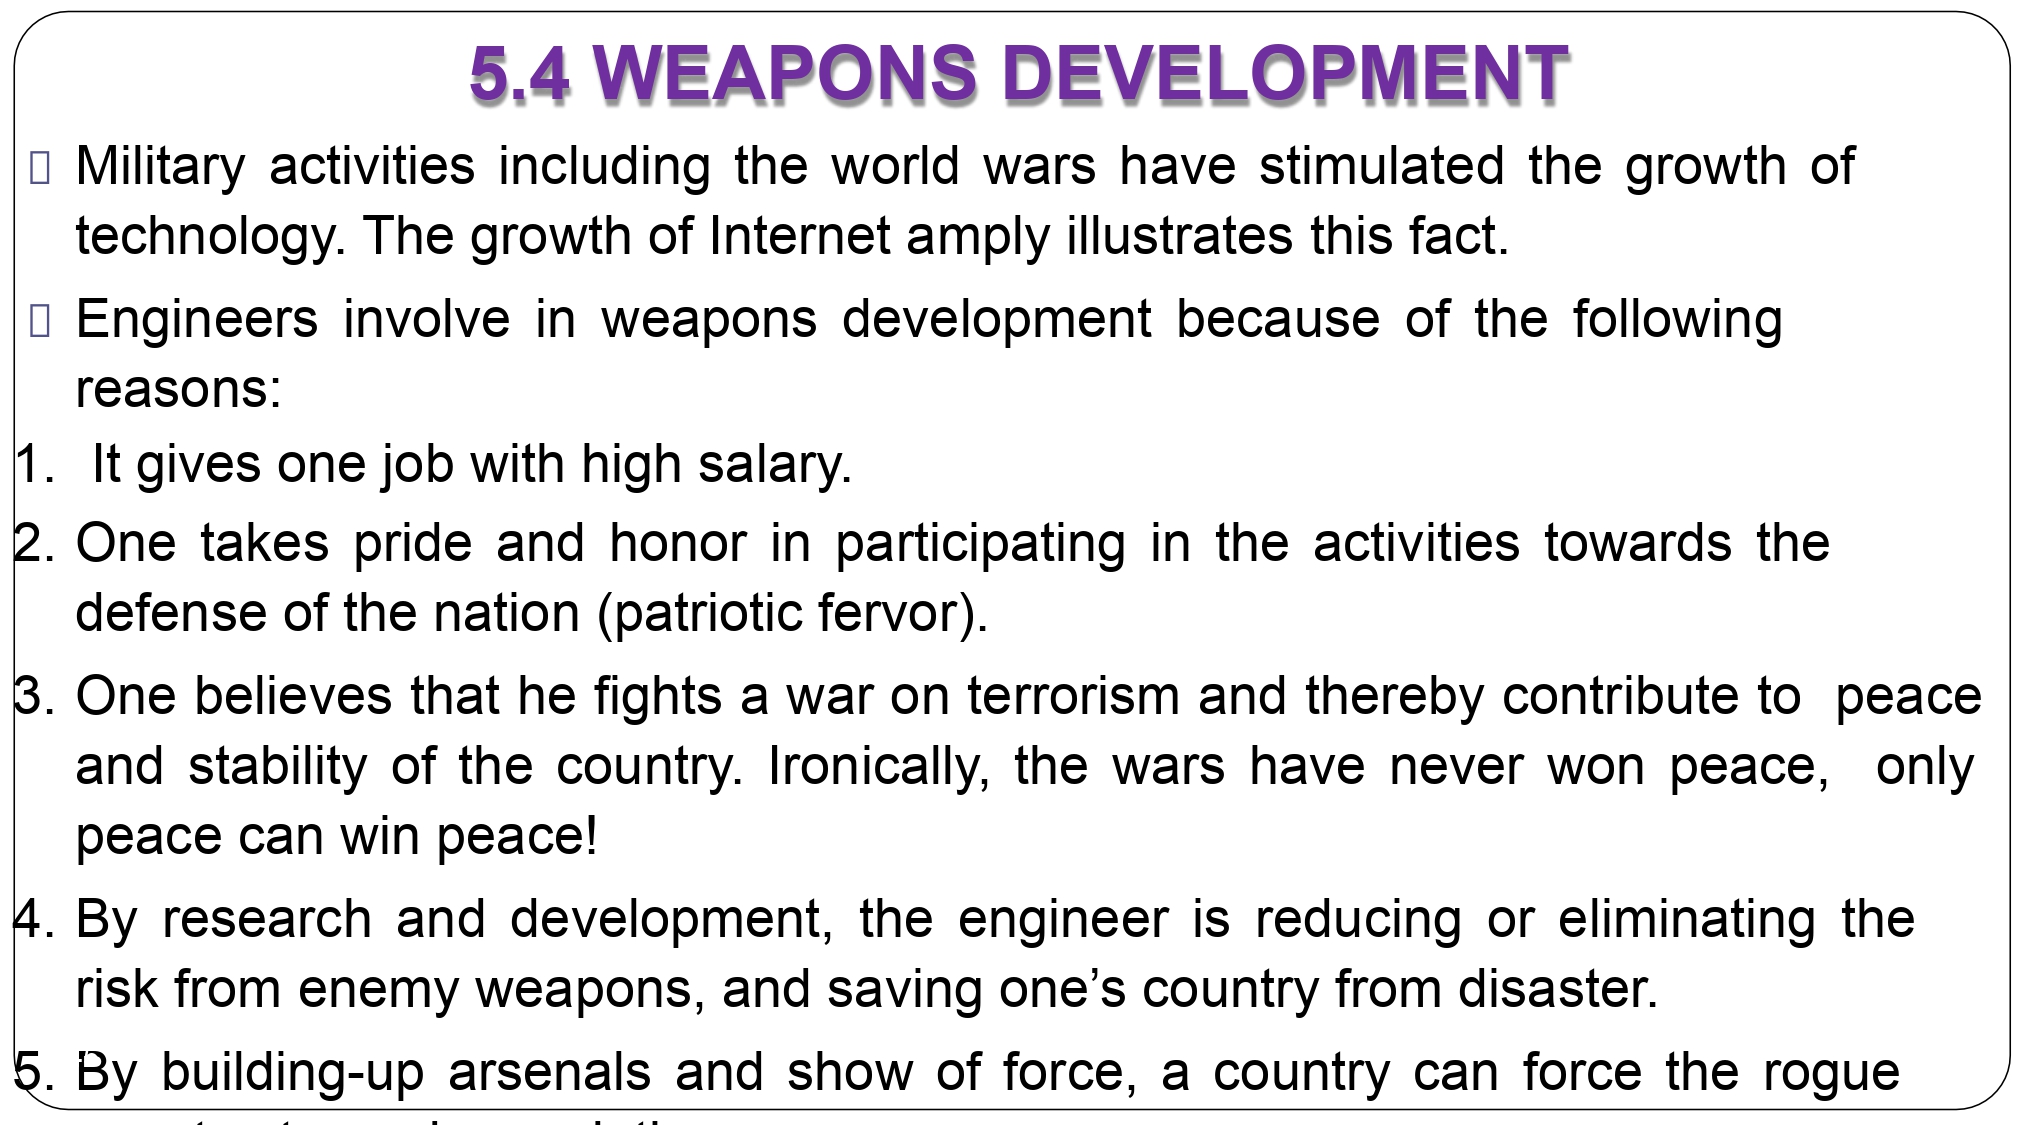 5.4 WEAPONS DEVELOPMENT
Military activities including the world wars have stimulated the growth of
technology. The growth of Internet amply illustrates this fact.
Engineers involve in weapons development because of the following
reasons:
1. It gives one job with high salary.
2. One takes pride and honor in participating in the activities towards the
defense of the nation (patriotic fervor).
3. One believes that he fights a war on terrorism and thereby contribute to peace
and stability of the country. Ironically, the wars have never won peace, only
peace can win peace!
4. By research and development, the engineer is reducing or eliminating the
risk from enemy weapons, and saving one’s country from disaster.
5. By building-up arsenals and show of force, a country can force the rogue